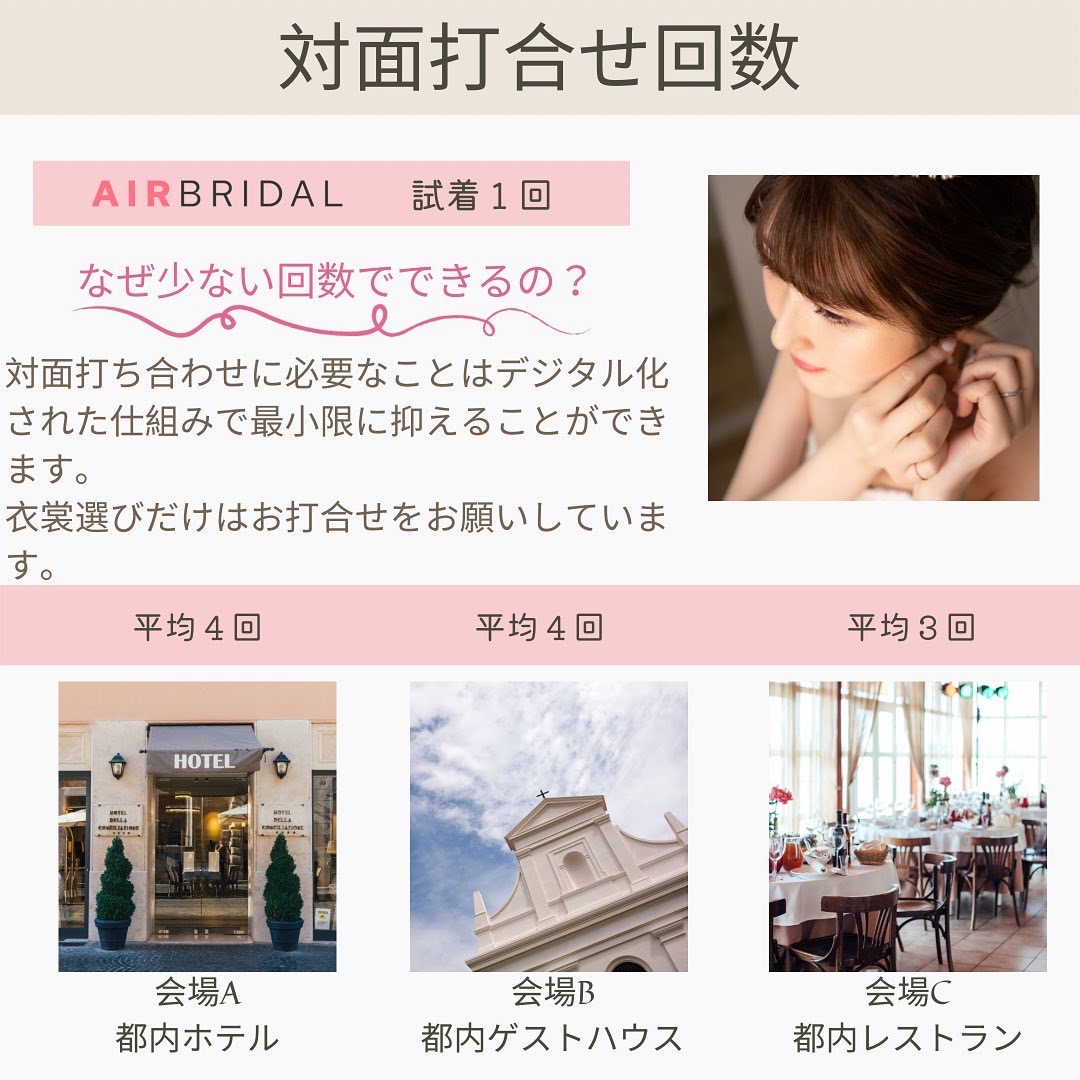 対面打合せ回数
AIRBRIDAL 試着1回
なぜ少ない回数でできるの？
対面打ち合わせに必要なことはデジタル化
された仕組みで最小限に抑えることができ
ます。
衣裳選びだけはお打合せをお願いしていま
す。
平均4回 平均4回 平均3回
HOTEL
HOTEL
DELLA
CONCILIAZIONE
HOTEL
DELLA
CONCILIAZIONE
会場A 会場B 会場C
都内ホテル 都内ゲストハウス 都内レストラン